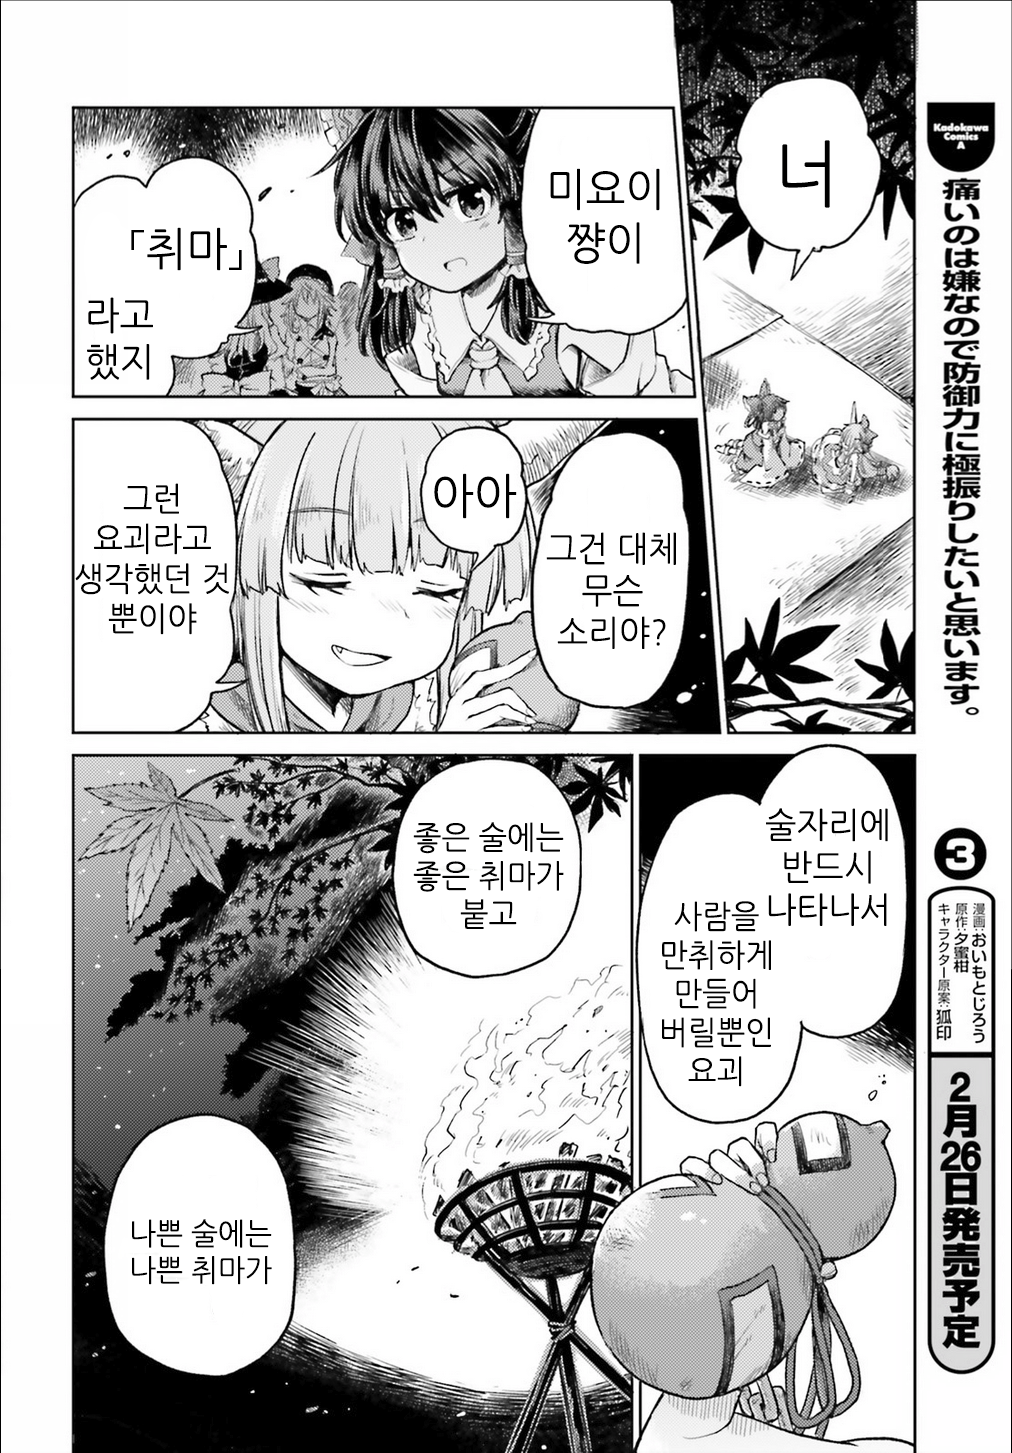 너
미요이
쨩이
「취마」
라고
했지
그건 대체
무슨
소리야?
아아
그런
요괴라고
생각했던 것
뿐이야
술자리에
반드시
나타나서
사람을
만취하게
만들어
버릴뿐인
요괴
좋은 술에는
좋은 취마가
붙고
나쁜 술에는
나쁜 취마가
Kadokawa
Comics
A
痛いのは嫌なので防御力に極振りしたいと思います。
3
漫画:おいもとじろう
原作:夕蜜柑
キャラクター原案:狐印
2月26日発売予定